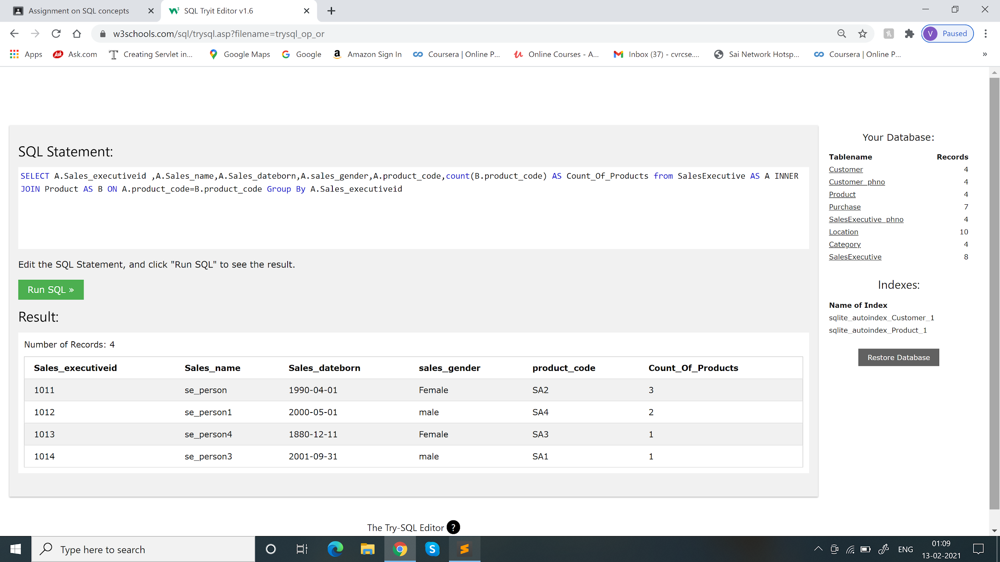 Assignment on SQL concepts
SQL Tryit Editor v1.6
w3schools.com/sql/trysql.asp?filename=trysql_op_or
V Paused
Apps
Ask Ask.com
Creating Servlet in...
Google Maps
Google
Amazon Sign In
Coursera | Online P...
Online Courses - A...
Inbox (37) - cvrcse....
Sai Network Hotsp...
Coursera | Online P...
»
SQL Statement:
SELECT A.Sales_executiveid ,A.Sales_name,A.Sales_dateborn,A.sales_gender,A.product_code,count(B.product_code) AS Count_Of_Products from SalesExecutive AS A INNER
JOIN Product AS B ON A.product_code=B.product_code Group By A.Sales_executiveid
Edit the SQL Statement, and click "Run SQL" to see the result.
Run SQL »
Result:
Number of Records: 4
Sales_executiveid Sales_name Sales_dateborn sales_gender product_code Count_Of_Products
1011 se_person 1990-04-01 Female SA2 3
1012 se_person1 2000-05-01 male SA4 2
1013 se_person4 1880-12-11 Female SA3 1
1014 se_person3 2001-09-31 male SA1 1
The Try-SQL Editor ?
Your Database:
Tablename Records
Customer 4
Customer_phno 4
Product 4
Purchase 7
SalesExecutive_phno 4
Location 10
Category 4
SalesExecutive 8
Indexes:
Name of Index
sqlite_autoindex_Customer_1
sqlite_autoindex_Product_1
Restore Database
Type here to search
ENG
01:09
13-02-2021